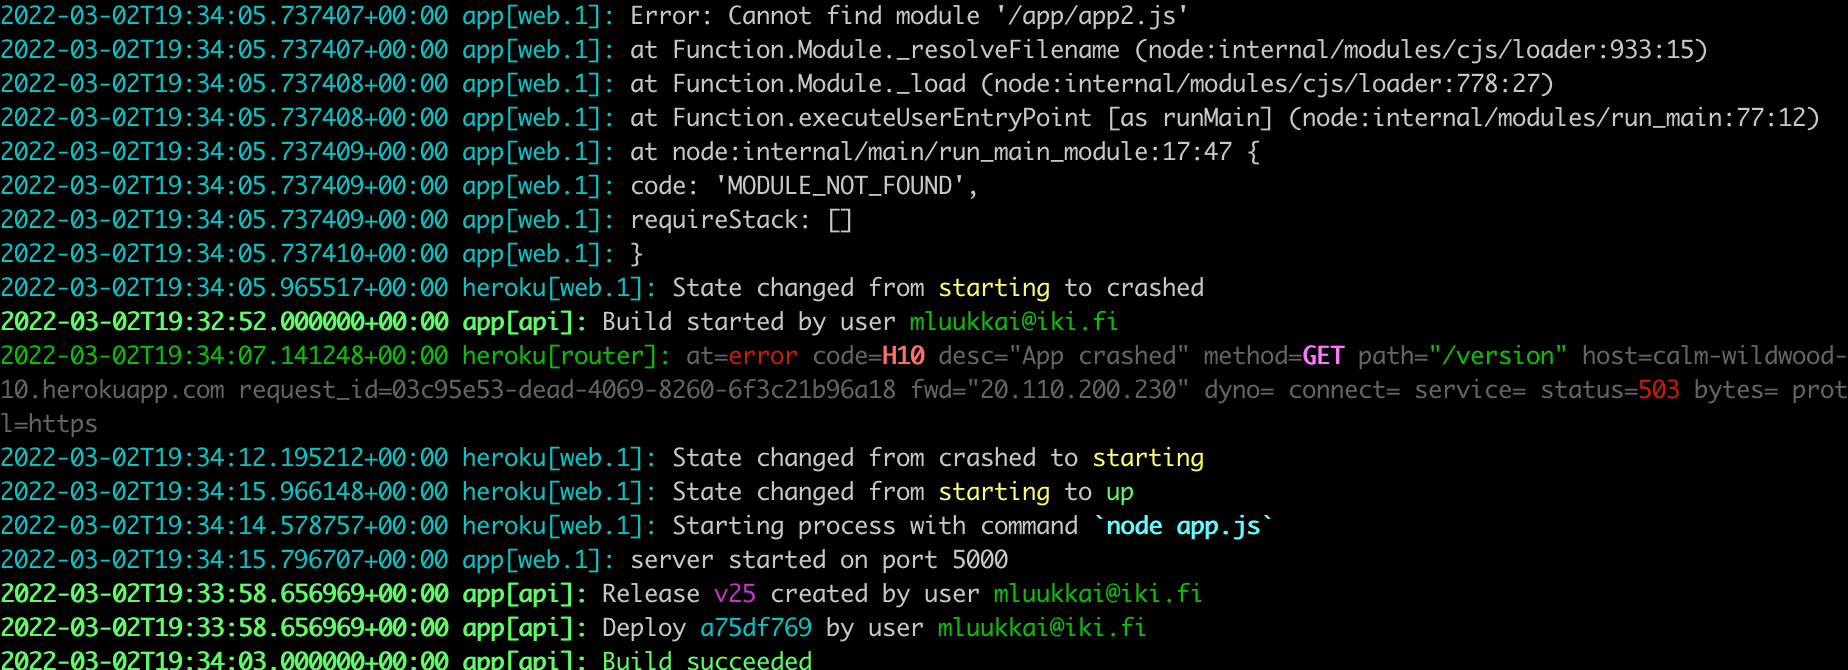 2022-03-02T19:34:05.737407+00:00 app[web.1]: Error: Cannot find module '/app/app2.js'
2022-03-02T19:34:05.737407+00:00 app[web.1]: at Function.Module._resolveFilename (node:internal/modules/cjs/loader:933:15)
2022-03-02T19:34:05.737408+00:00 app[web.1]: at Function.Module._load (node:internal/modules/cjs/loader:778:27)
2022-03-02T19:34:05.737408+00:00 app[web.1]: at Function.executeUserEntryPoint [as runMain] (node:internal/modules/run_main:77:12)
2022-03-02T19:34:05.737409+00:00 app[web.1]: at node:internal/main/run_main_module:17:47 {
2022-03-02T19:34:05.737409+00:00 app[web.1]: code: 'MODULE_NOT_FOUND',
2022-03-02T19:34:05.737409+00:00 app[web.1]: requireStack: []
2022-03-02T19:34:05.737410+00:00 app[web.1]: }
2022-03-02T19:34:05.965517+00:00 heroku[web.1]: State changed from starting to crashed
2022-03-02T19:32:52.000000+00:00 app[api]: Build started by user mluukkai@iki.fi
2022-03-02T19:34:07.141248+00:00 heroku[router]: at=error code=H10 desc="App crashed" method=GET path="/version" host=calm-wildwood-
10.herokuapp.com request_id=03c95e53-dead-4069-8260-6f3c21b96a18 fwd="20.110.200.230" dyno= connect= service= status=503 bytes= prot
l=https
2022-03-02T19:34:12.195212+00:00 heroku[web.1]: State changed from crashed to starting
2022-03-02T19:34:15.966148+00:00 heroku[web.1]: State changed from starting to up
2022-03-02T19:34:14.578757+00:00 heroku[web.1]: Starting process with command `node app.js`
2022-03-02T19:34:15.796707+00:00 app[web.1]: server started on port 5000
2022-03-02T19:33:58.656969+00:00 app[api]: Release v25 created by user mluukkai@iki.fi
2022-03-02T19:33:58.656969+00:00 app[api]: Deploy a75df769 by user mluukkai@iki.fi
2022-03-02T19:34:03.000000+00:00 app[api]: Build succeeded